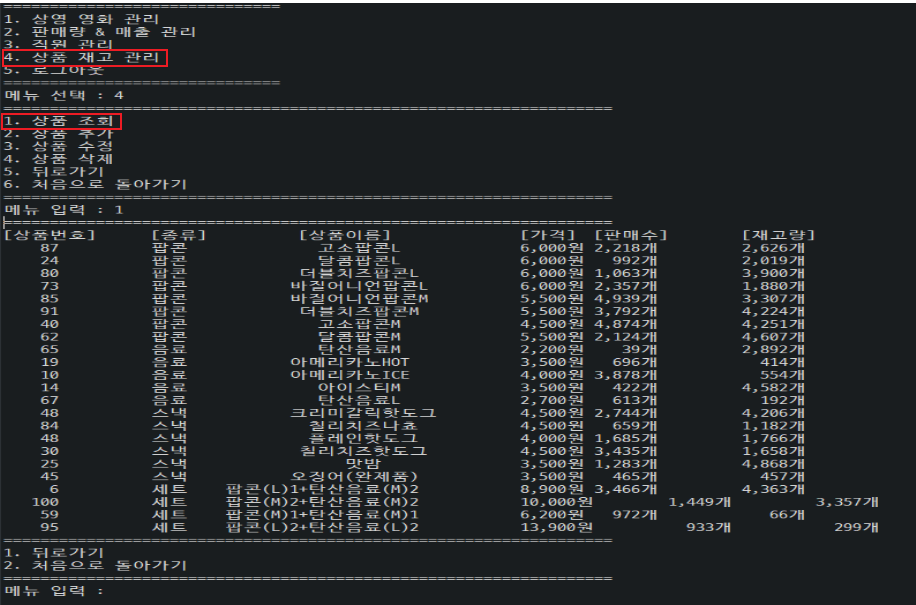 ==============================
1. 상영 영화 관리
2. 판매량 & 매출 관리
3. 직원 관리
4. 상품 재고 관리
5. 로그아웃
==============================
메뉴 선택 : 4
==================================================================
1. 상품 조회
2. 상품 추가
3. 상품 수정
4. 상품 삭제
5. 뒤로가기
6. 처음으로 돌아가기
==================================================================
메뉴 입력 : 1
==================================================================
[상품번호] [종류] [상품이름] [가격] [판매수] [재고량]
87 팝콘 고소팝콘L 6,000원 2,218개 2,626개
24 팝콘 달콤팝콘L 6,000원 992개 2,019개
80 팝콘 더블치즈팝콘L 6,000원 1,063개 3,900개
73 팝콘 바질어니언팝콘L 6,000원 2,357개 1,880개
85 팝콘 바질어니언팝콘M 5,500원 4,939개 3,307개
91 팝콘 더블치즈팝콘M 5,500원 3,792개 4,224개
40 팝콘 고소팝콘M 4,500원 4,874개 4,251개
62 팝콘 달콤팝콘M 5,500원 2,124개 4,607개
65 음료 탄산음료M 2,200원 39개 2,892개
19 음료 아메리카노HOT 3,500원 696개 414개
10 음료 아메리카노ICE 4,000원 3,878개 554개
14 음료 아이스티M 3,500원 422개 4,582개
67 음료 탄산음료L 2,700원 613개 192개
48 스낵 크리미갈릭핫도그 4,500원 2,744개 4,206개
84 스낵 칠리치즈나쵸 4,500원 659개 1,182개
48 스낵 플레인핫도그 4,000원 1,685개 1,766개
30 스낵 칠리치즈핫도그 4,500원 3,435개 1,658개
25 스낵 맛밤 3,500원 1,283개 4,868개
45 스낵 오징어(완제품) 3,500원 465개 457개
6 세트 팝콘(L)1+탄산음료(M)2 8,900원 3,466개 4,363개
100 세트 팝콘(M)2+탄산음료(M)2 10,000원 1,449개 3,357개
59 세트 팝콘(M)1+탄산음료(M)1 6,200원 972개 66개
95 세트 팝콘(L)2+탄산음료(L)2 13,900원 933개 299개
==================================================================
1. 뒤로가기
2. 처음으로 돌아가기
==================================================================
메뉴 입력 :